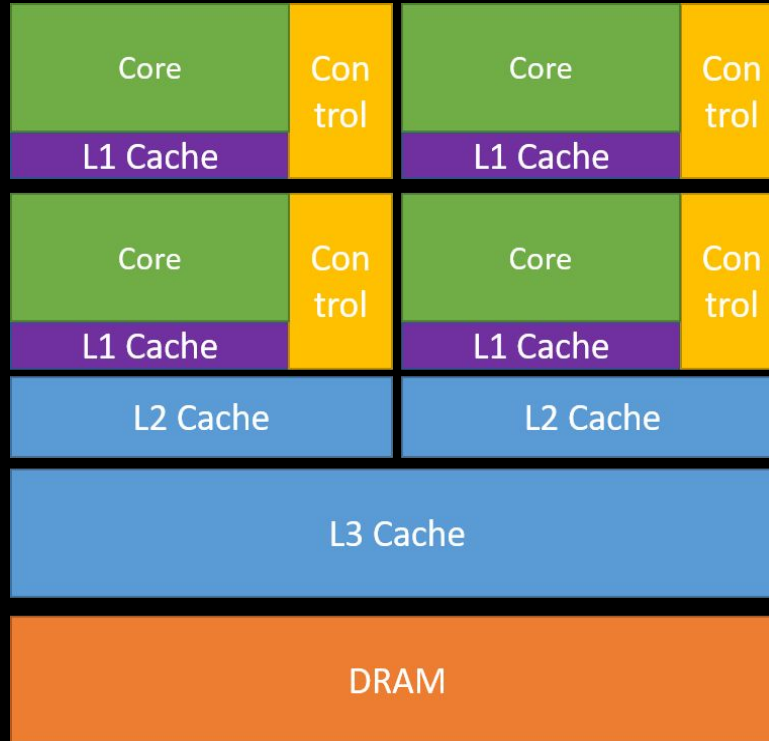 Core
Con
trol
L1 Cache
Core
Con
trol
L1 Cache
Core
Con
trol
L1 Cache
Core
Con
trol
L1 Cache
L2 Cache
L2 Cache
L3 Cache
DRAM